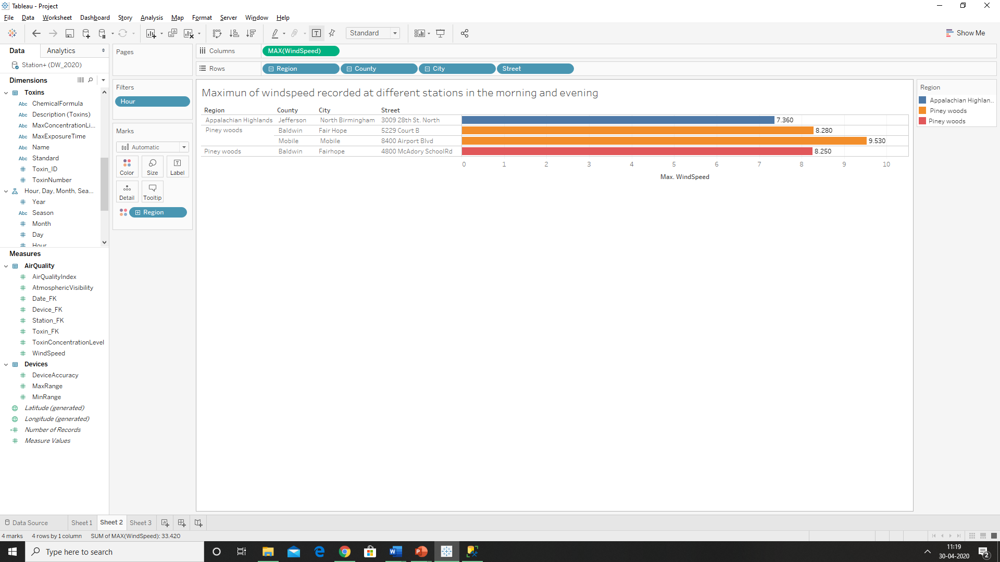 Tableau - Project
File Data Worksheet Dashboard Story Analysis Map Format Server Window Help
Standard
Show Me
Data Analytics
Station+ (DW_2020)
Dimensions
Toxins
Abc ChemicalFormula
Abc Description (Toxins)
Abc MaxConcentrationLi...
Abc MaxExposureTime
Abc Name
Abc Standard
# Toxin_ID
# ToxinNumber
Hour, Day, Month, Sea...
# Year
Abc Season
# Month
# Day
# Hour
Measures
AirQuality
# AirQualityIndex
# AtmosphericVisibility
# Date_FK
# Device_FK
# Station_FK
# Toxin_FK
# ToxinConcentrationLevel
# WindSpeed
Devices
# DeviceAccuracy
# MaxRange
# MinRange
Latitude (generated)
Longitude (generated)
=# Number of Records
# Measure Values
Pages
Filters
Hour
Marks
Automatic
Color Size Label
Detail Tooltip
Region
Columns MAX(WindSpeed)
Rows Region County City Street
Maximun of windspeed recorded at different stations in the morning and evening
Region County City Street
Appalachian Highlands Jefferson North Birmingham 3009 28th St. North 7.360
Piney woods Baldwin Fair Hope 5229 Court B 8.280
Mobile Mobile 8400 Airport Blvd 9.530
Piney woods Baldwin Fairhope 4800 McAdory SchoolRd 8.250
0 1 2 3 4 5 6 7 8 9 10
Max. WindSpeed
Region
Appalachian Highlan..
Piney woods
Piney woods
Data Source Sheet 1 Sheet 2 Sheet 3
4 marks 4 rows by 1 column SUM of MAX(WindSpeed): 33.420
Type here to search
11:19
30-04-2020
2